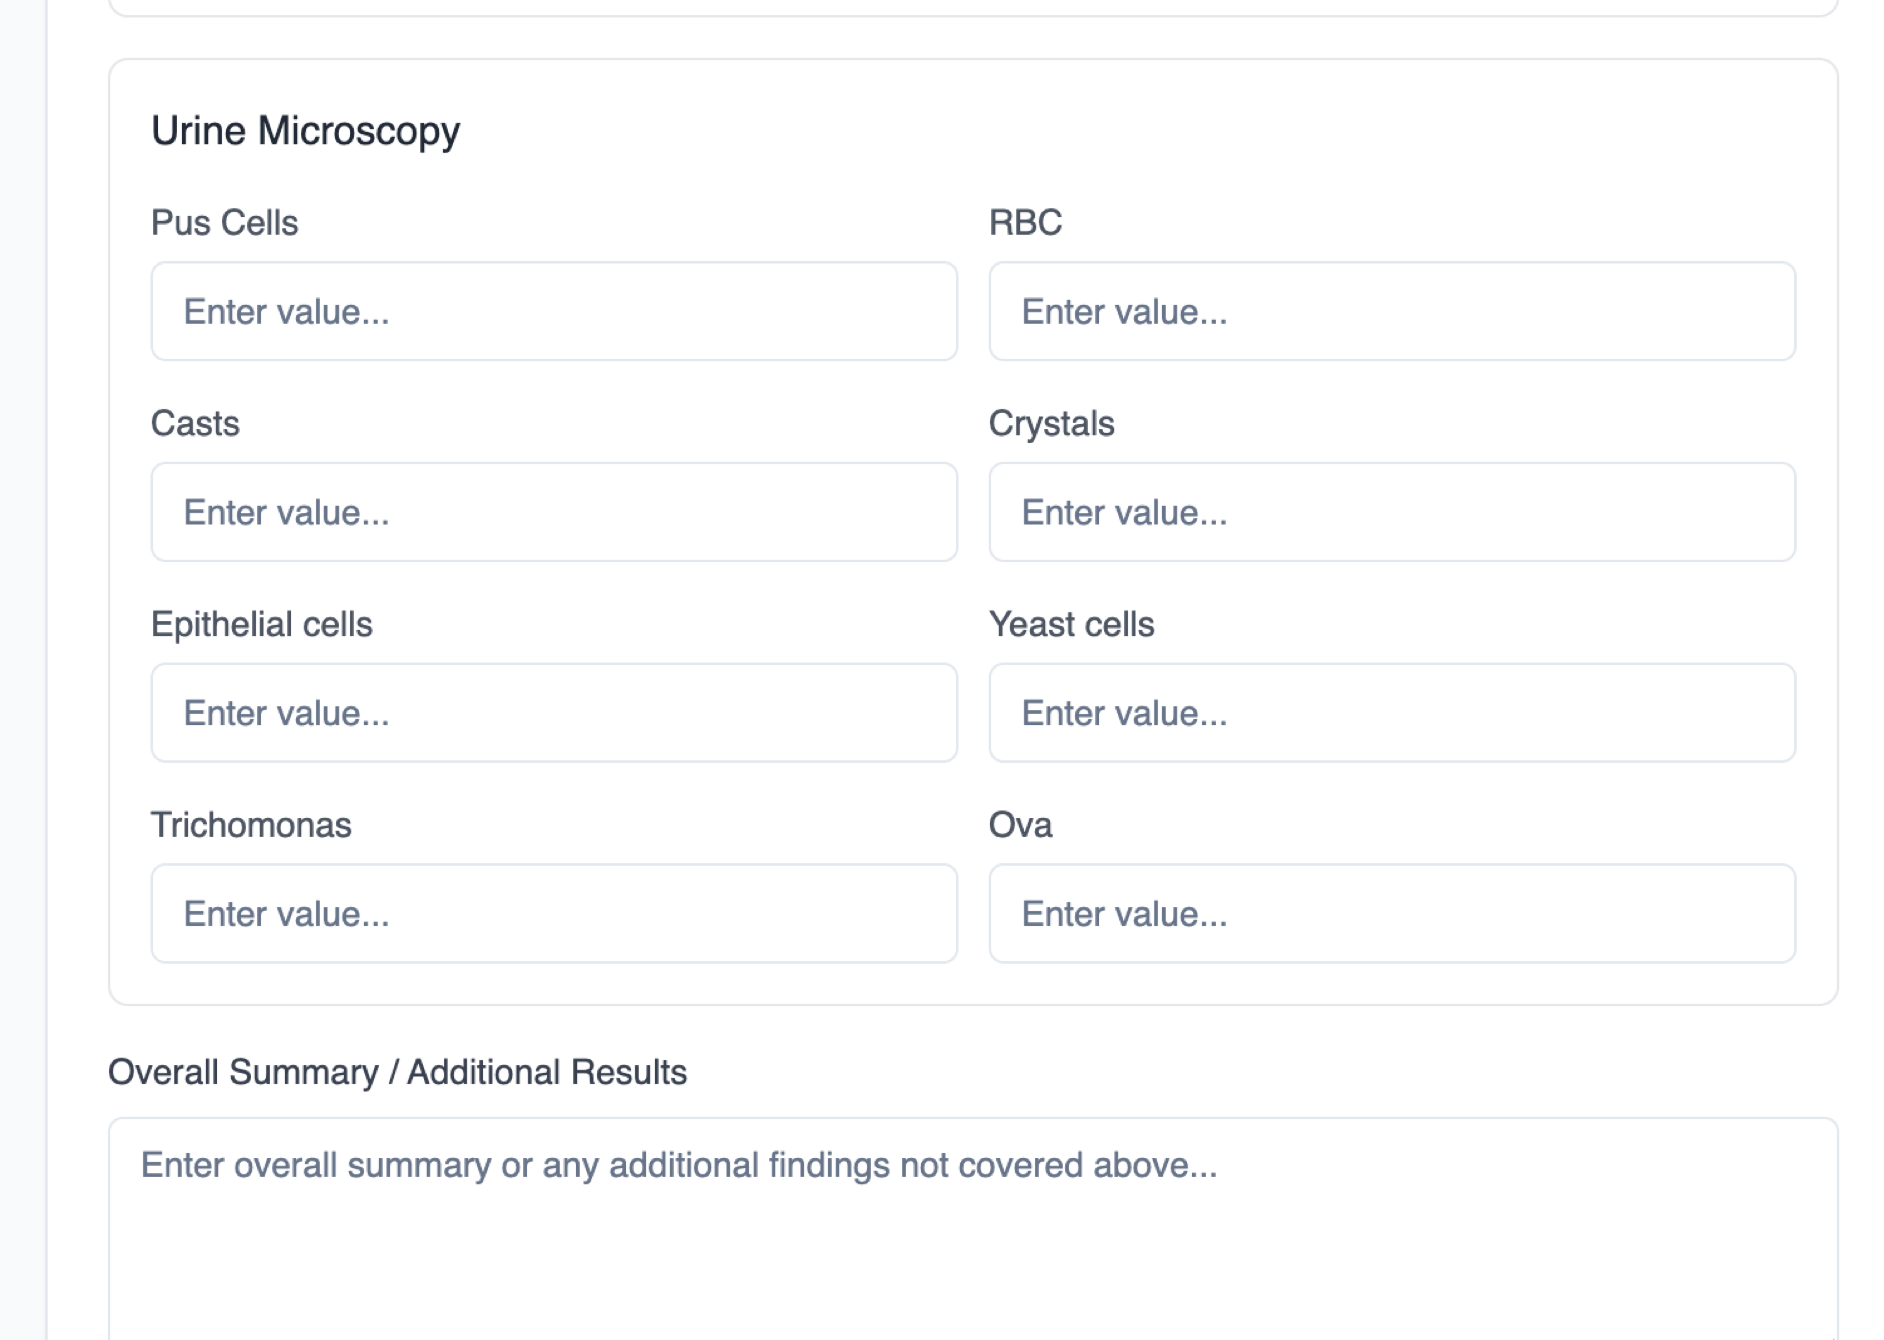 Urine Microscopy
Pus Cells
RBC
Enter value...
Enter value...
Casts
Crystals
Enter value...
Enter value...
Epithelial cells
Yeast cells
Enter value...
Enter value...
Trichomonas
Ova
Enter value...
Enter value...
Overall Summary / Additional Results
Enter overall summary or any additional findings not covered above...